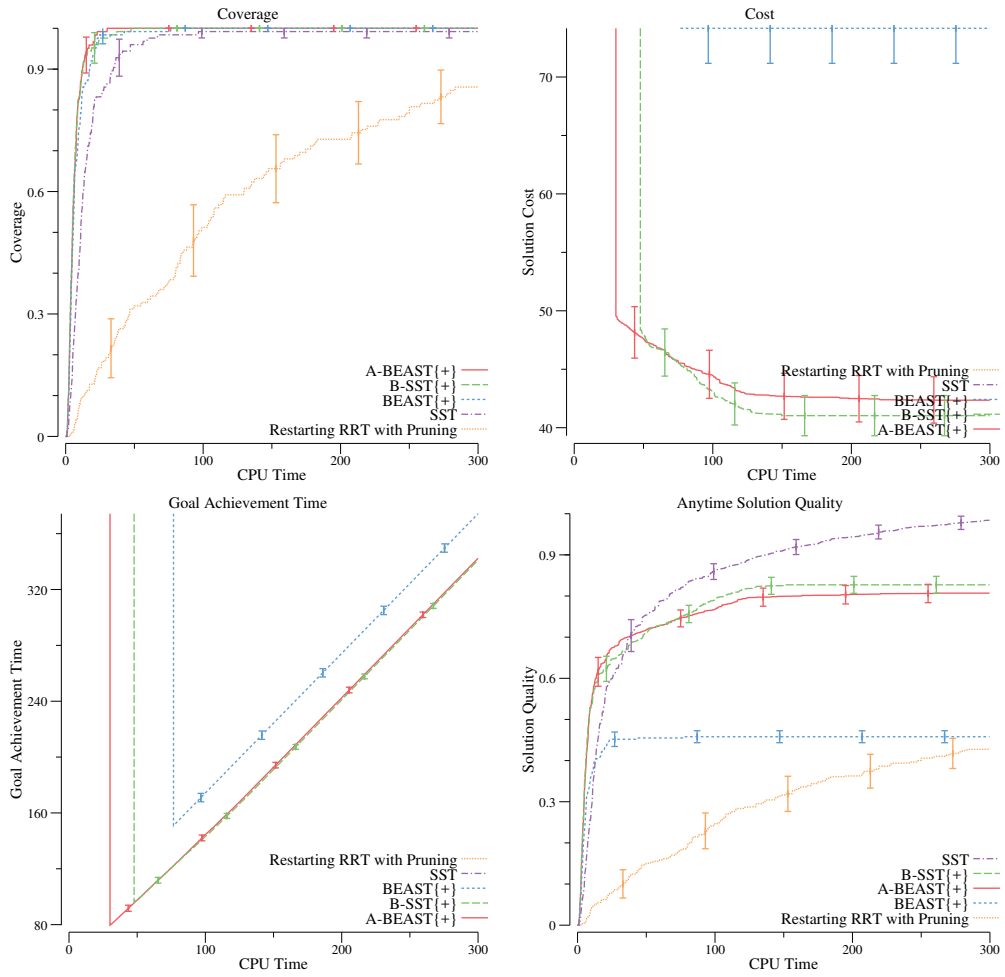 Coverage
0.9
0.6
0.3
0
Coverage
A-BEAST{+}
B-SST{+}
BEAST{+}
SST
Restarting RRT with Pruning
0
100
200
300
CPU Time
Cost
70
60
50
40
Solution Cost
Restarting RRT with Pruning
SST
BEAST{+}
B-SST{+}
A-BEAST{+}
0
100
200
300
CPU Time
Goal Achievement Time
320
240
160
80
Goal Achievement Time
Restarting RRT with Pruning
SST
BEAST{+}
B-SST{+}
A-BEAST{+}
0
100
200
300
CPU Time
Anytime Solution Quality
0.9
0.6
0.3
0
Solution Quality
SST
B-SST{+}
A-BEAST{+}
BEAST{+}
Restarting RRT with Pruning
0
100
200
300
CPU Time